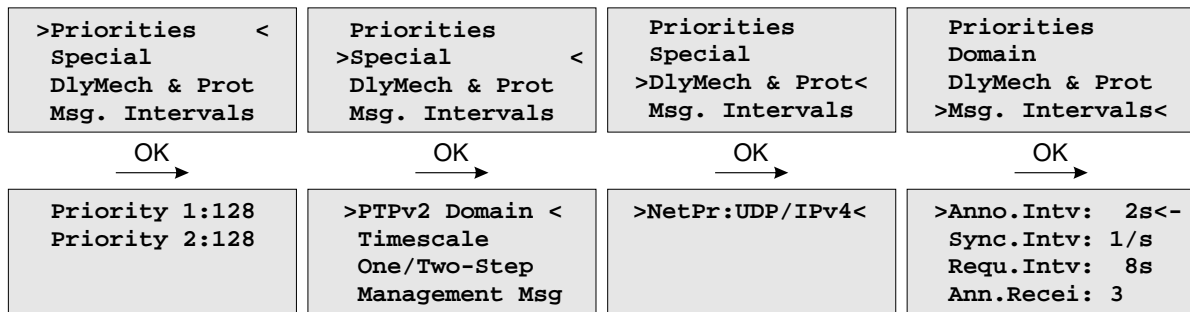 >Priorities <
Special
DlyMech & Prot
Msg. Intervals
Priorities
>Special <
DlyMech & Prot
Msg. Intervals
Priorities
Special
>DlyMech & Prot<
Msg. Intervals
Priorities
Domain
DlyMech & Prot
>Msg. Intervals<
OK
OK
OK
OK
Priority 1:128
Priority 2:128
>PTPv2 Domain <
Timescale
One/Two-Step
Management Msg
>NetPr:UDP/IPv4<
>Anno.Intv: 2s<-
Sync.Intv: 1/s
Requ.Intv: 8s
Ann.Recei: 3